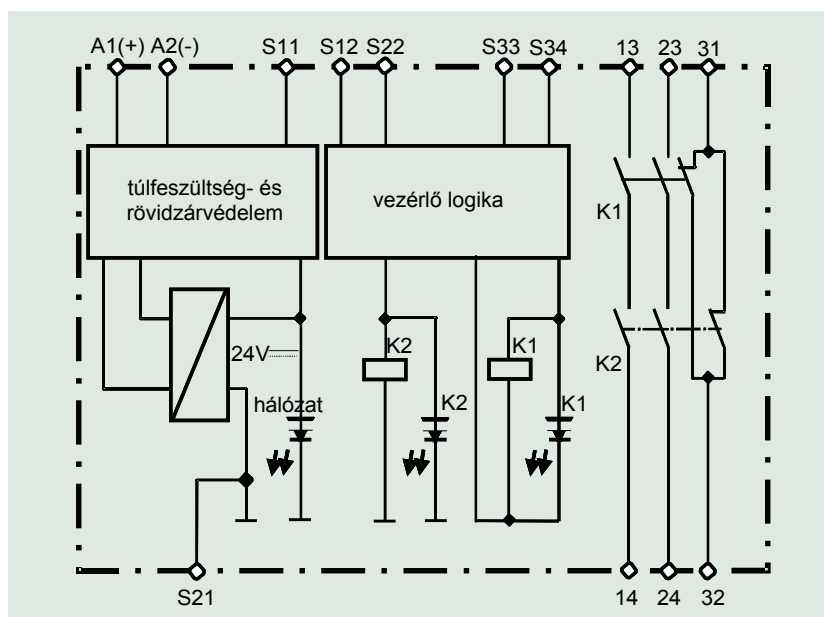 A1(+) A2(-) S11 S12 S22 S33 S34 13 23 31
túlfeszültség- és
rövidzárvédelem
vezérlő logika
K1
24V
K2
K1
K2
hálózat
K2
K1
S21
14 24 32